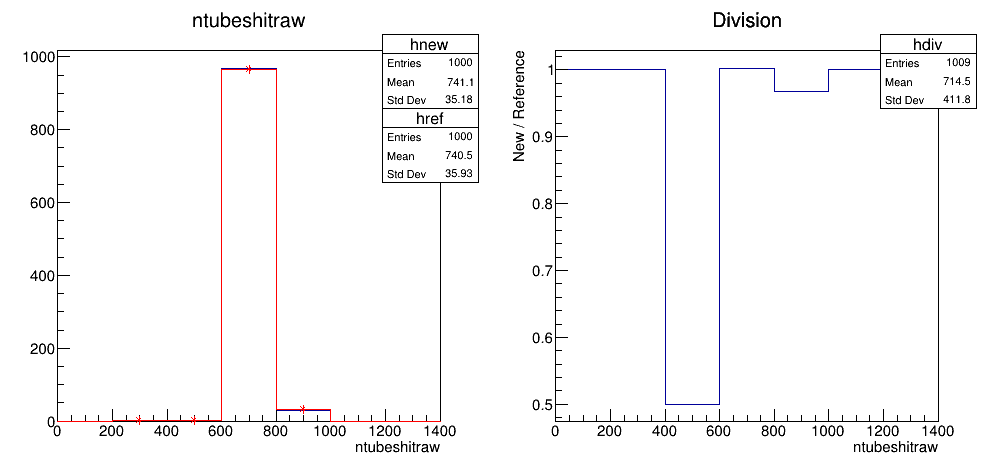 ntubeshitraw
hnew
Entries 1000
Mean 741.1
Std Dev 35.18
href
Entries 1000
Mean 740.5
Std Dev 35.93
1000
800
600
400
200
0
0 200 400 600 800 1000 1200 1400
ntubeshitraw
Division
hdiv
Entries 1009
Mean 714.5
Std Dev 411.8
New / Reference
1
0.9
0.8
0.7
0.6
0.5
0 200 400 600 800 1000 1200 1400
ntubeshitraw